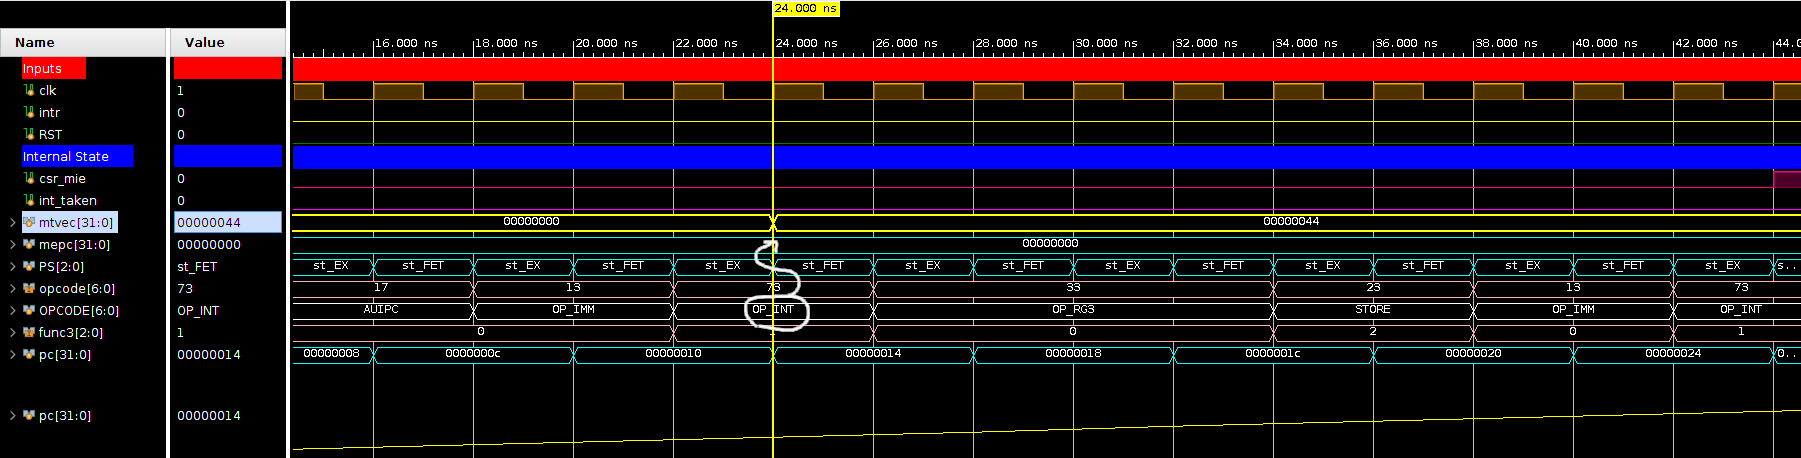 24.000 ns
Name Value 16.000 ns 18.000 ns 20.000 ns 22.000 ns 24.000 ns 26.000 ns 28.000 ns 30.000 ns 32.000 ns 34.000 ns 36.000 ns 38.000 ns 40.000 ns 42.000 ns 44.
Inputs
clk 1
intr 0
RST 0
Internal State
csr_mie 0
int_taken 0
mtvec[31:0] 00000044 00000000 00000044
mepc[31:0] 00000000 00000000
PS[2:0] st_FET st_EX st_FET st_EX st_FET st_EX st_FET st_EX st_FET st_EX st_FET st_EX st_FET st_EX st_FET st_EX s..
opcode[6:0] 73 17 13 73 33 23 13 73
OPCODE[6:0] OP_INT AUIPC OP_IMM OP_INT OP_RG3 STORE OP_IMM OP_INT
func3[2:0] 1 0 0 2 0 1
pc[31:0] 00000014 00000008 0000000c 00000010 00000014 00000018 0000001c 00000020 00000024 0..
pc[31:0] 00000014